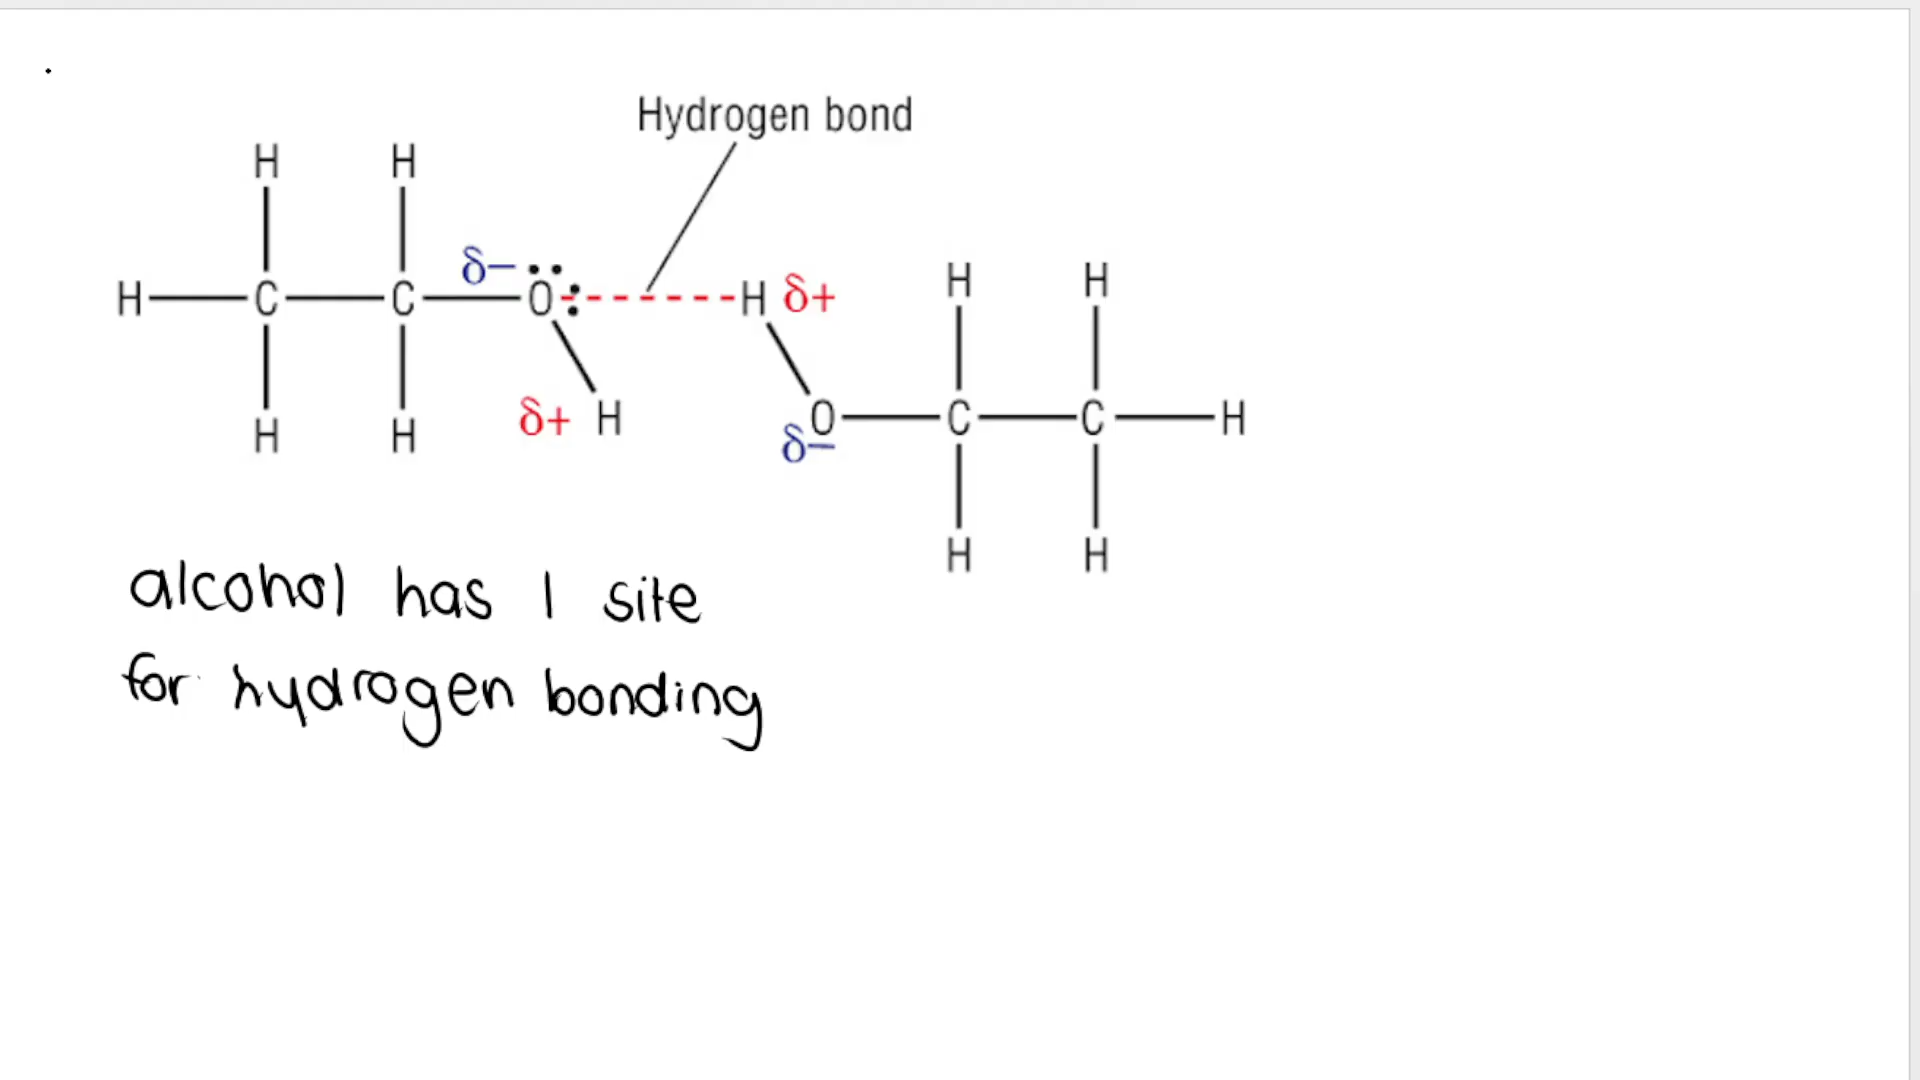 Hydrogen bond
H H
δ− H H
H C C O H δ+
δ+ H O C C H
H H δ−
H H
alcohol has 1 site
for hydrogen bonding